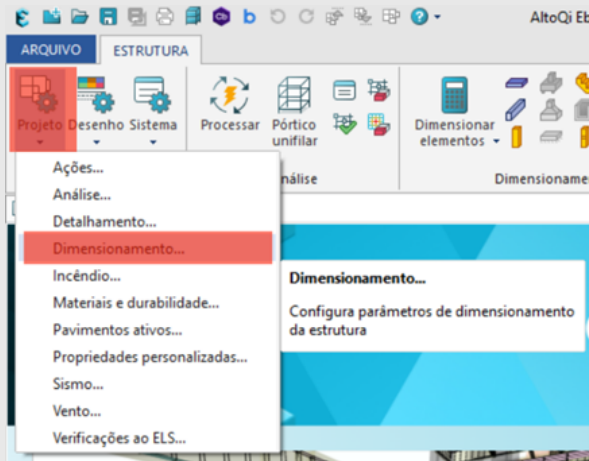 AltoQi Eb
ARQUIVO ESTRUTURA
Projeto Desenho Sistema Processar Pórtico unifilar Dimensionar elementos
nálise Dimensioname
Ações...
Análise...
Detalhamento...
Dimensionamento...
Incêndio...
Materiais e durabilidade...
Pavimentos ativos...
Propriedades personalizadas...
Sismo...
Vento...
Verificações ao ELS...
Dimensionamento...
Configura parâmetros de dimensionamento
da estrutura